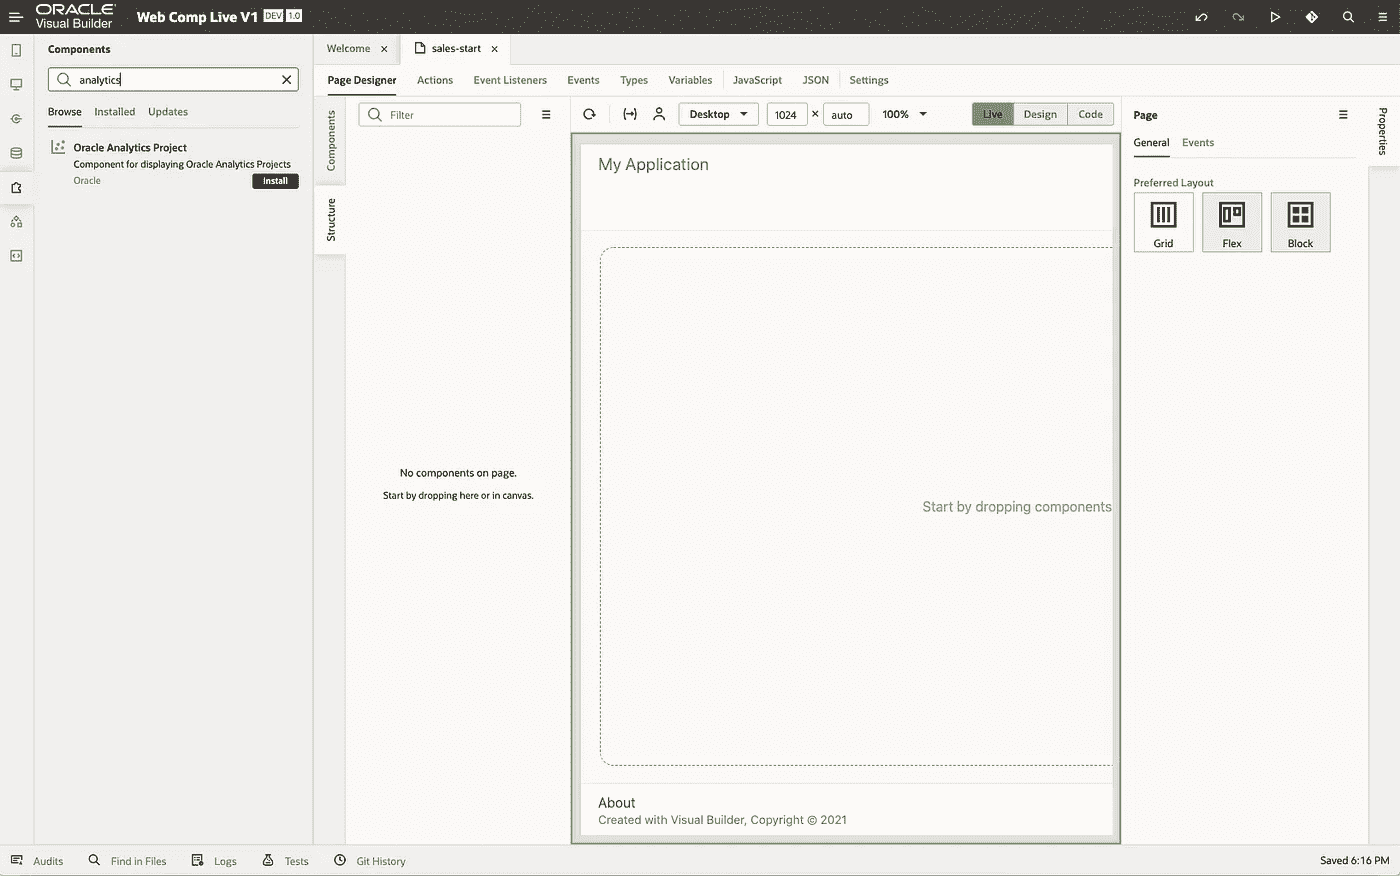 ORACLE
Visual Builder
Web Comp Live V1 DEV 1.0
Components
analytics
Browse Installed Updates
Oracle Analytics Project
Component for displaying Oracle Analytics Projects
Oracle
Install
Welcome
sales-start
Page Designer Actions Event Listeners Events Types Variables JavaScript JSON Settings
Components
Structure
Filter
No components on page.
Start by dropping here or in canvas.
Desktop 1024 × auto 100% Live Design Code
My Application
Start by dropping components
About
Created with Visual Builder, Copyright © 2021
Page
General Events
Preferred Layout
Grid Flex Block
Properties
Audits Find in Files Logs Tests Git History
Saved 6:16 PM